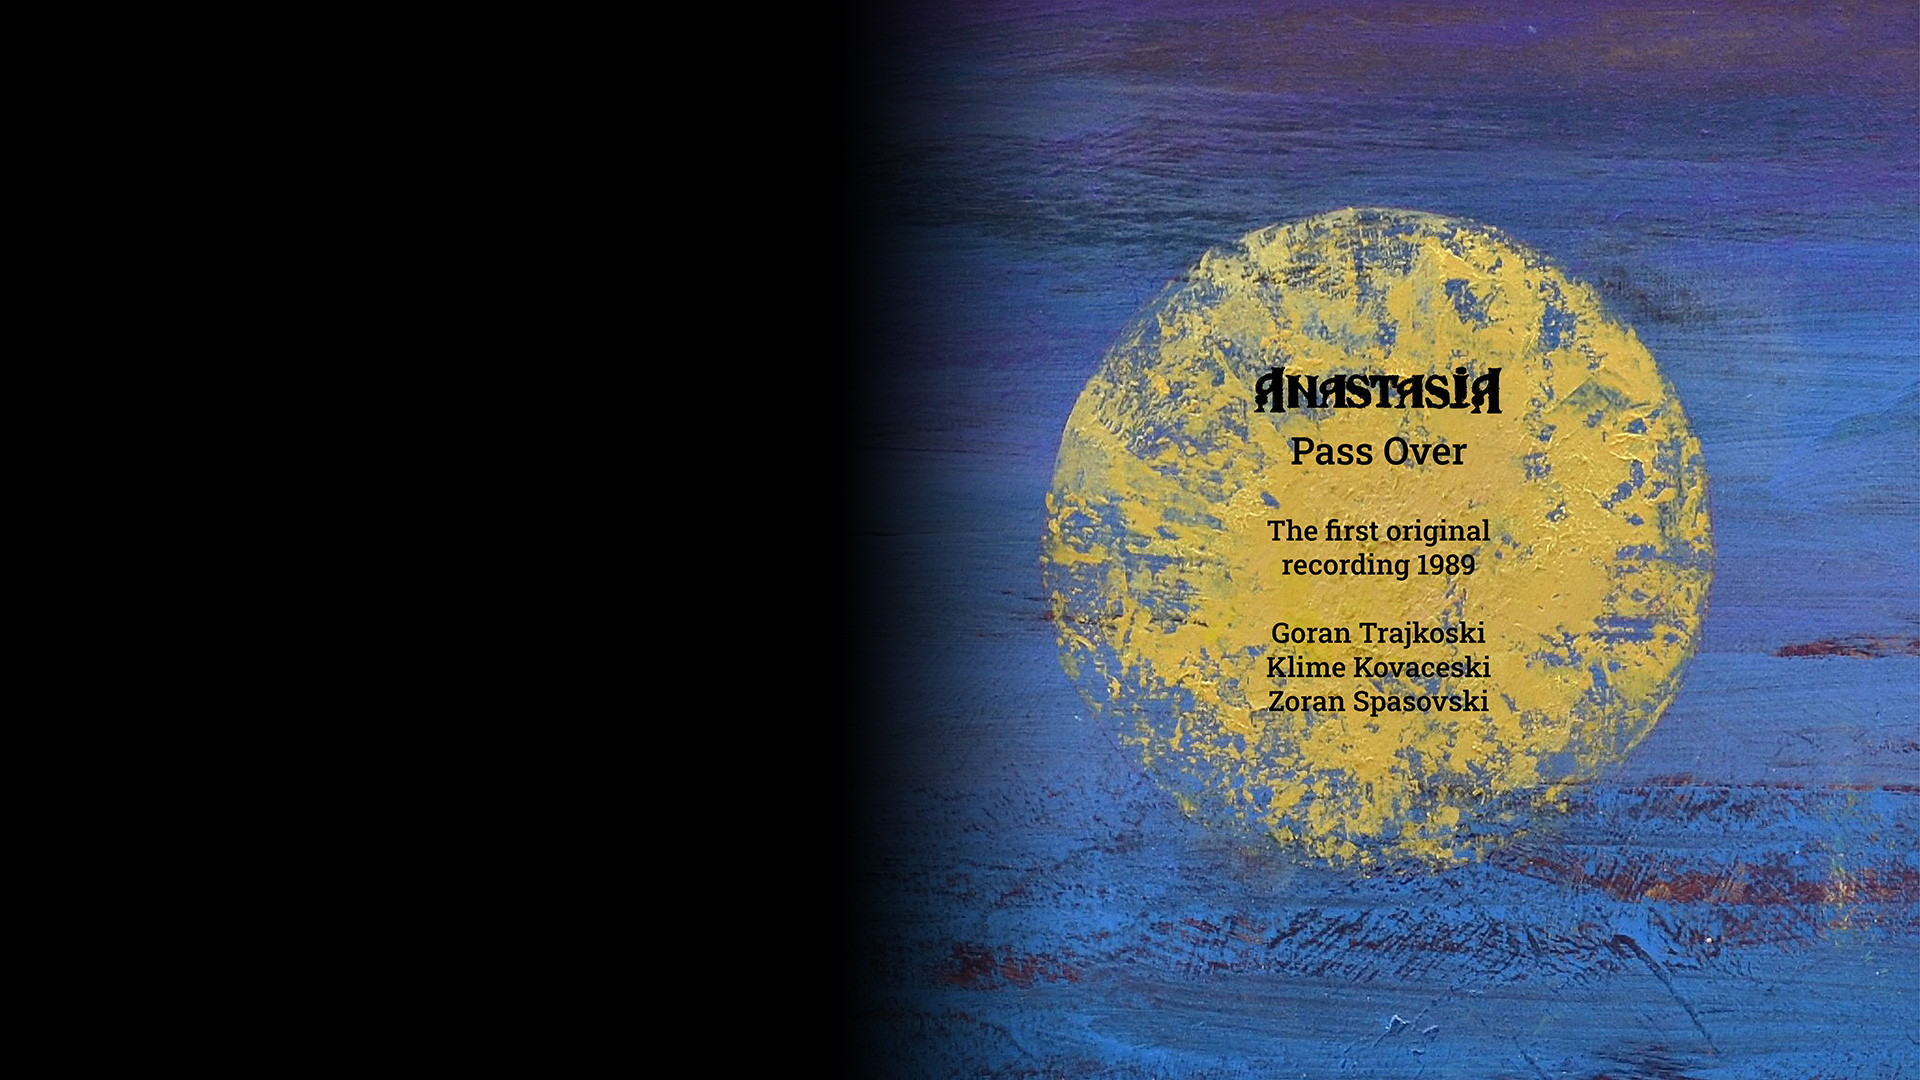 ANASTASIA
Pass Over
The first original
recording 1989
Goran Trajkoski
Klime Kovaceski
Zoran Spasovski